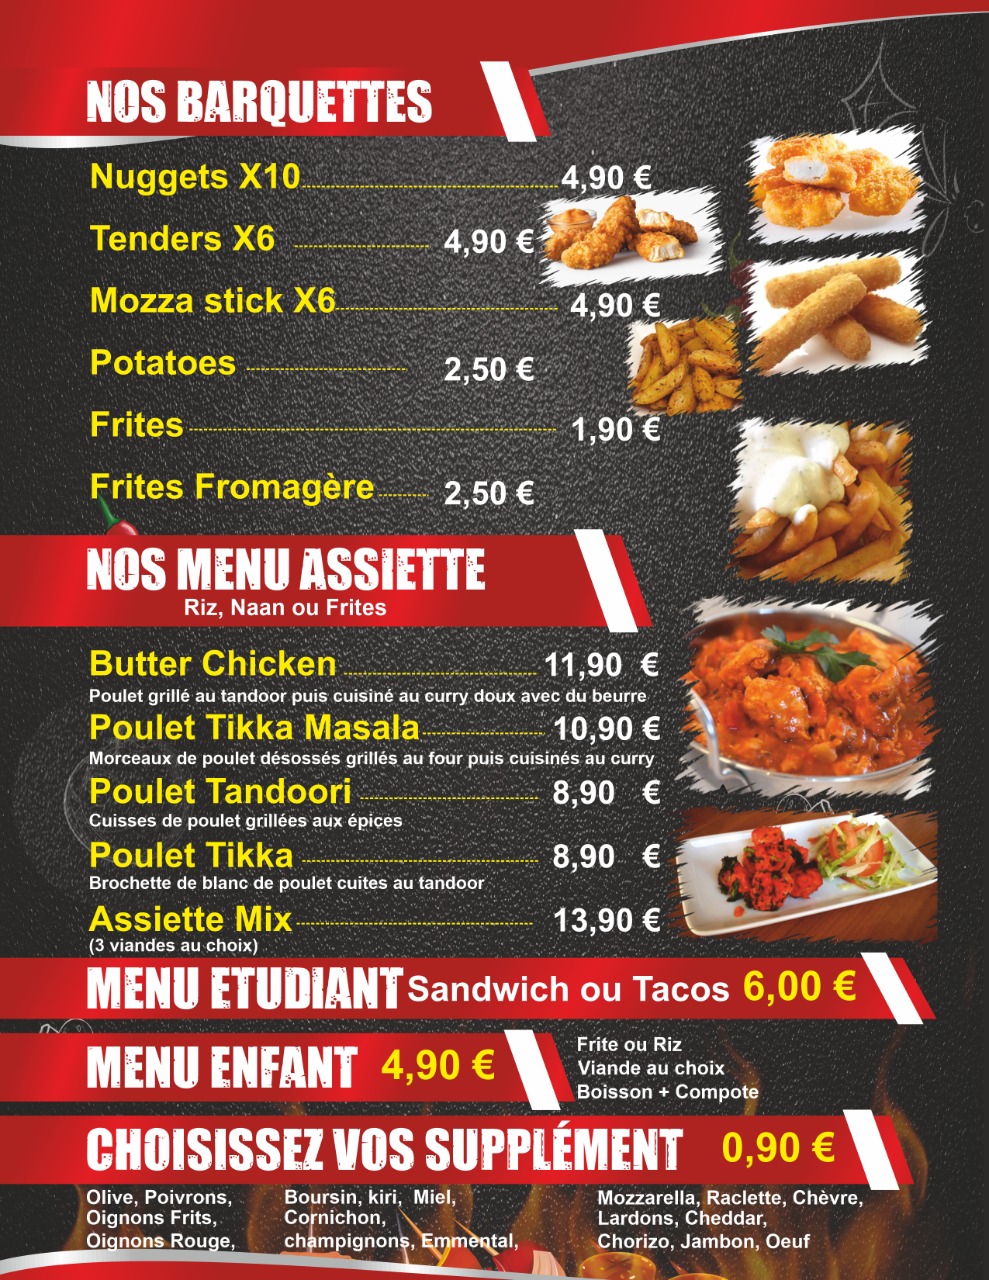 NOS BARQUETTES
Nuggets X10 4,90 €
Tenders X6 4,90 €
Mozza stick X6 4,90 €
Potatoes 2,50 €
Frites 1,90 €
Frites Fromagère 2,50 €
NOS MENU ASSIETTE
Riz, Naan ou Frites
Butter Chicken 11,90 €
Poulet grillé au tandoor puis cuisiné au curry doux avec du beurre
Poulet Tikka Masala 10,90 €
Morceaux de poulet désossés grillés au four puis cuisinés au curry
Poulet Tandoori 8,90 €
Cuisses de poulet grillées aux épices
Poulet Tikka 8,90 €
Brochette de blanc de poulet cuites au tandoor
Assiette Mix 13,90 €
(3 viandes au choix)
MENU ETUDIANT Sandwich ou Tacos 6,00 €
MENU ENFANT 4,90 €
Frite ou Riz
Viande au choix
Boisson + Compote
CHOISISSEZ VOS SUPPLÉMENT 0,90 €
Olive, Poivrons,
Oignons Frits,
Oignons Rouge,
Boursin, kiri, Miel,
Cornichon,
champignons, Emmental,
Mozzarella, Raclette, Chèvre,
Lardons, Cheddar,
Chorizo, Jambon, Oeuf